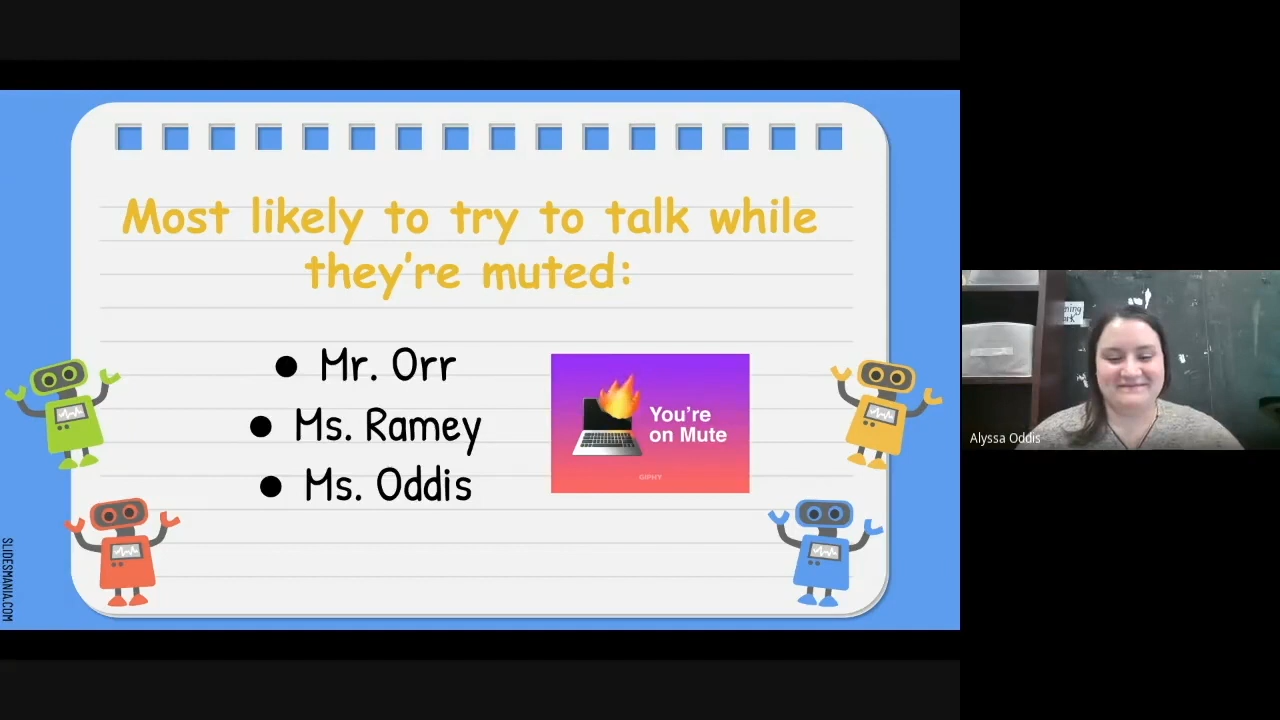 Most likely to try to talk while
they're muted:
● Mr. Orr
● Ms. Ramey
● Ms. Oddis
You're
on Mute
GIPHY
SLIDESMANIA.COM
ning
Alyssa Oddis